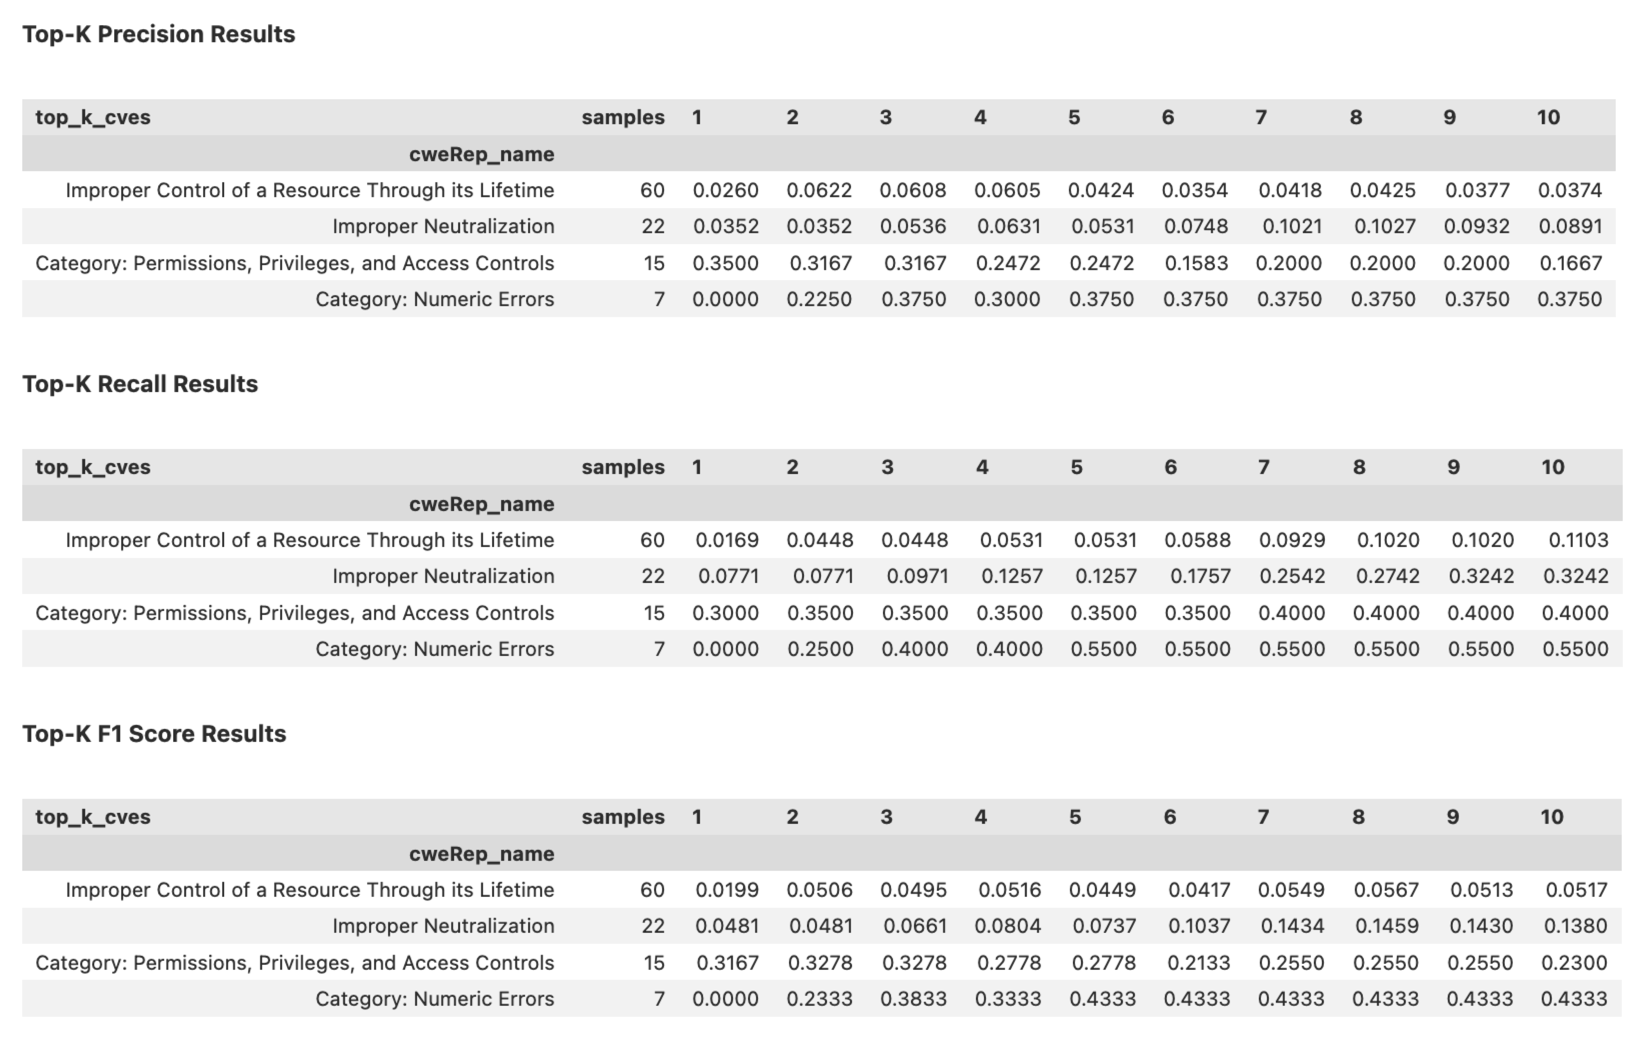 Top-K Precision Results
top_k_cves samples 1 2 3 4 5 6 7 8 9 10
cweRep_name
Improper Control of a Resource Through its Lifetime 60 0.0260 0.0622 0.0608 0.0605 0.0424 0.0354 0.0418 0.0425 0.0377 0.0374
Improper Neutralization 22 0.0352 0.0352 0.0536 0.0631 0.0531 0.0748 0.1021 0.1027 0.0932 0.0891
Category: Permissions, Privileges, and Access Controls 15 0.3500 0.3167 0.3167 0.2472 0.2472 0.1583 0.2000 0.2000 0.2000 0.1667
Category: Numeric Errors 7 0.0000 0.2250 0.3750 0.3000 0.3750 0.3750 0.3750 0.3750 0.3750 0.3750
Top-K Recall Results
top_k_cves samples 1 2 3 4 5 6 7 8 9 10
cweRep_name
Improper Control of a Resource Through its Lifetime 60 0.0169 0.0448 0.0448 0.0531 0.0531 0.0588 0.0929 0.1020 0.1020 0.1103
Improper Neutralization 22 0.0771 0.0771 0.0971 0.1257 0.1257 0.1757 0.2542 0.2742 0.3242 0.3242
Category: Permissions, Privileges, and Access Controls 15 0.3000 0.3500 0.3500 0.3500 0.3500 0.3500 0.4000 0.4000 0.4000 0.4000
Category: Numeric Errors 7 0.0000 0.2500 0.4000 0.4000 0.5500 0.5500 0.5500 0.5500 0.5500 0.5500
Top-K F1 Score Results
top_k_cves samples 1 2 3 4 5 6 7 8 9 10
cweRep_name
Improper Control of a Resource Through its Lifetime 60 0.0199 0.0506 0.0495 0.0516 0.0449 0.0417 0.0549 0.0567 0.0513 0.0517
Improper Neutralization 22 0.0481 0.0481 0.0661 0.0804 0.0737 0.1037 0.1434 0.1459 0.1430 0.1380
Category: Permissions, Privileges, and Access Controls 15 0.3167 0.3278 0.3278 0.2778 0.2778 0.2133 0.2550 0.2550 0.2550 0.2300
Category: Numeric Errors 7 0.0000 0.2333 0.3833 0.3333 0.4333 0.4333 0.4333 0.4333 0.4333 0.4333